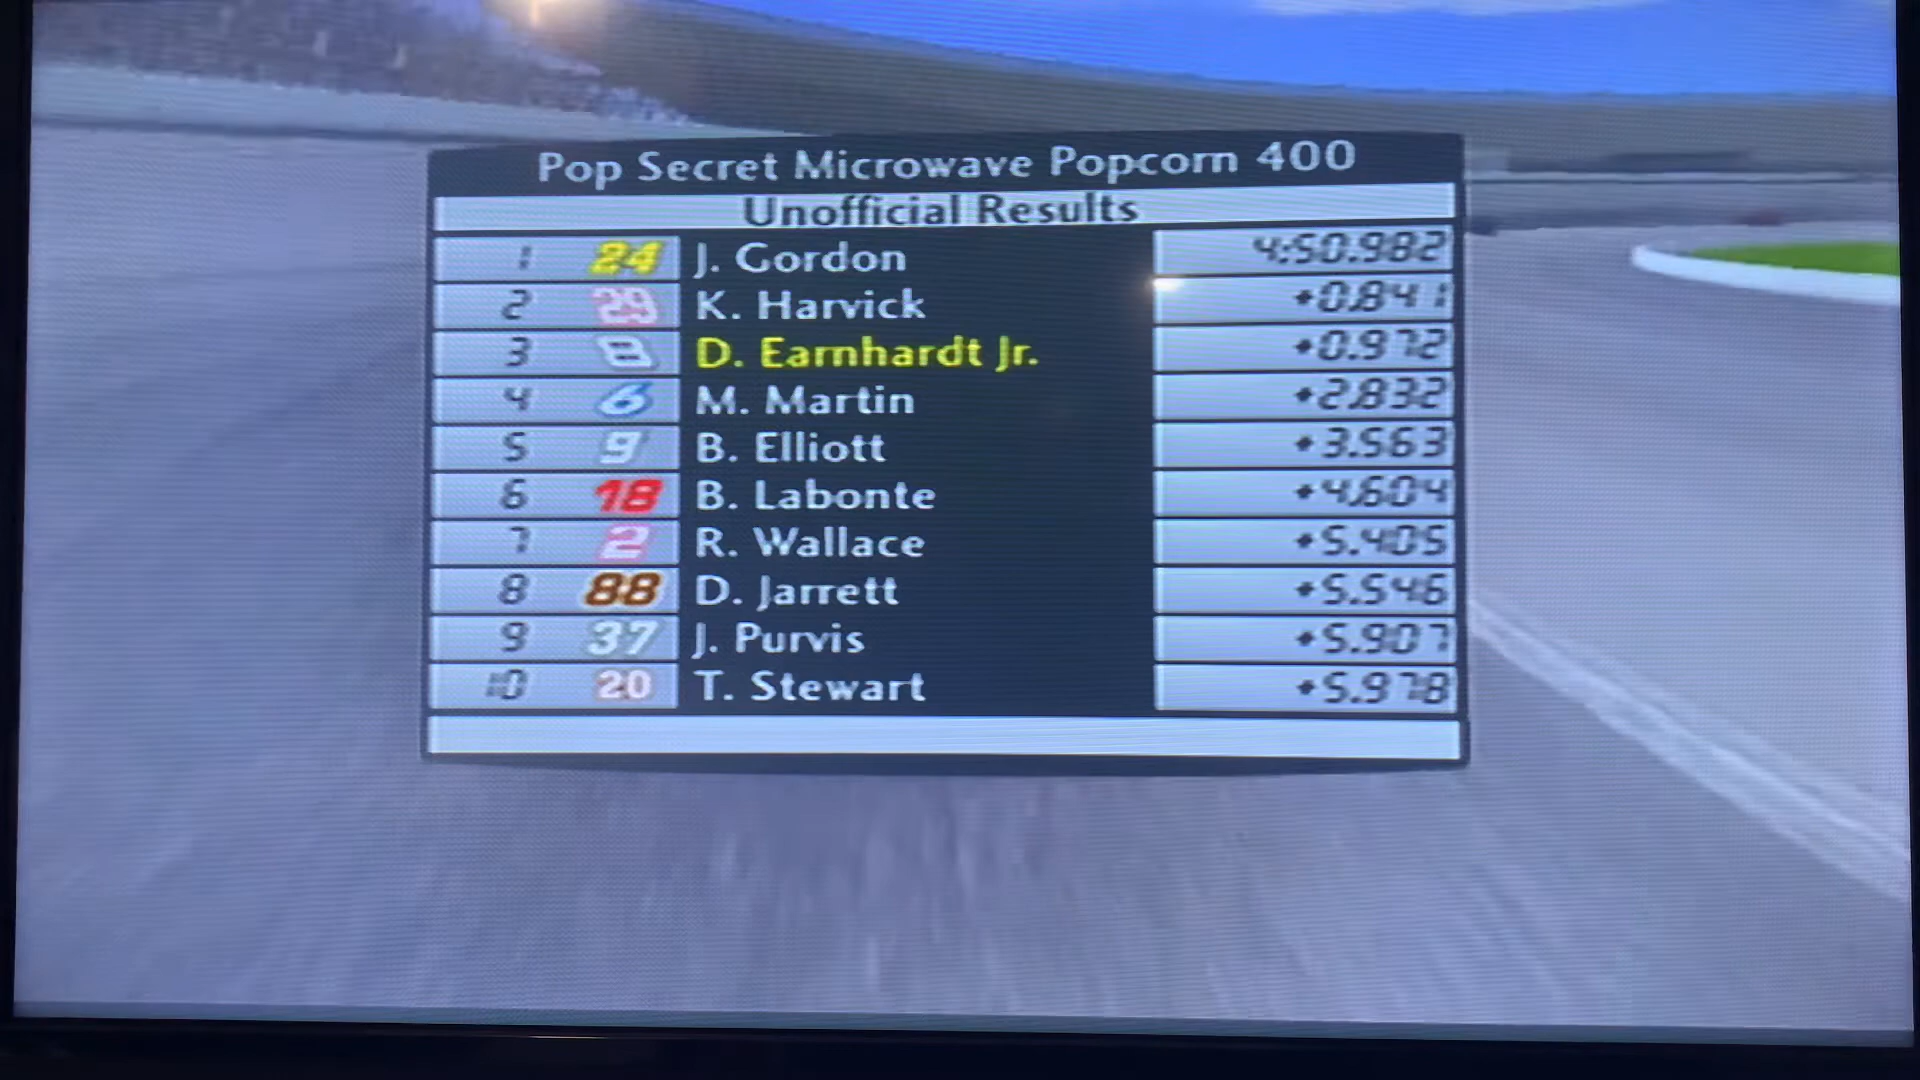 Pop Secret Microwave Popcorn 400
Unofficial Results
1 24 J. Gordon 4:50.982
2 29 K. Harvick +0.841
3 8 D. Earnhardt Jr. +0.972
4 6 M. Martin +2.832
5 9 B. Elliott +3.563
6 18 B. Labonte +4.604
7 2 R. Wallace +5.405
8 88 D. Jarrett +5.546
9 37 J. Purvis +5.907
10 20 T. Stewart +5.978